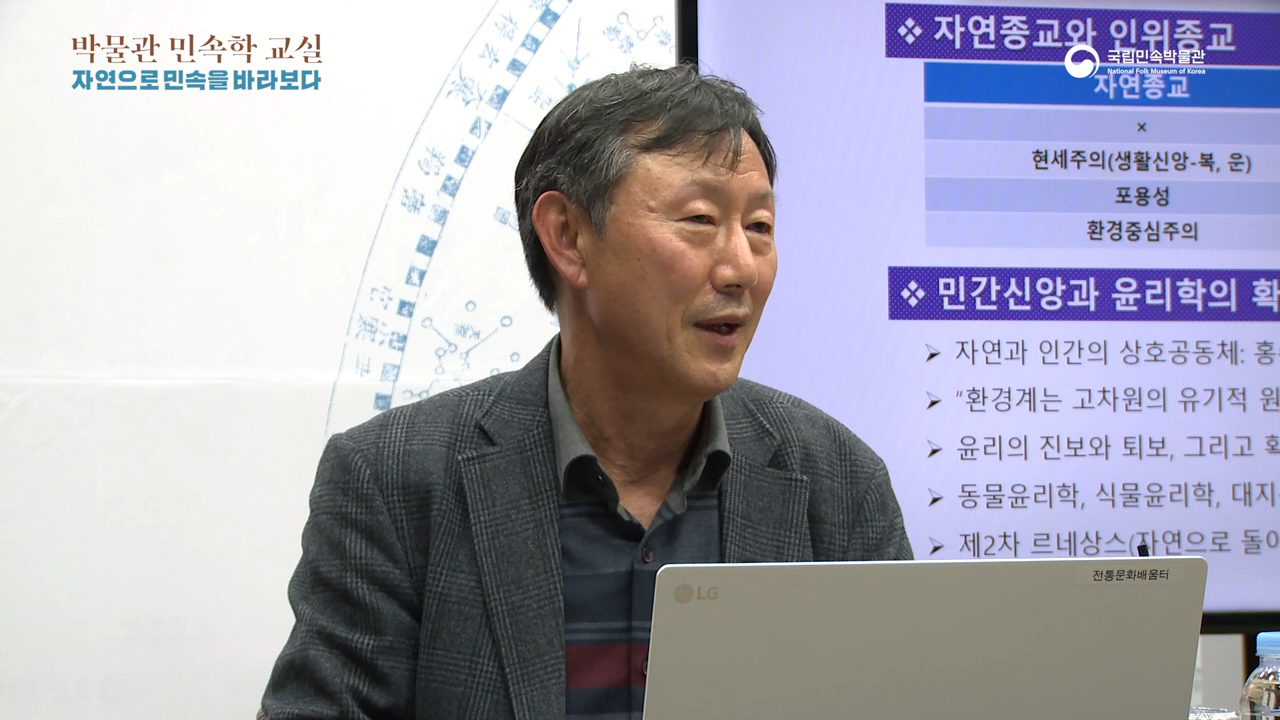 박물관 민속학 교실
자연으로 민속을 바라보다
국립민속박물관
National Folk Museum of Korea
❖ 자연종교와 인위종교
자연종교
×
현세주의(생활신앙-복, 운)
포용성
환경중심주의
❖ 민간신앙과 윤리학의 확
➢ 자연과 인간의 상호공동체: 홍
➢ “환경계는 고차원의 유기적 원
➢ 윤리의 진보와 퇴보, 그리고 확
➢ 동물윤리학, 식물윤리학, 대지
➢ 제2차 르네상스(자연으로 돌아
전통문화배움터
LG